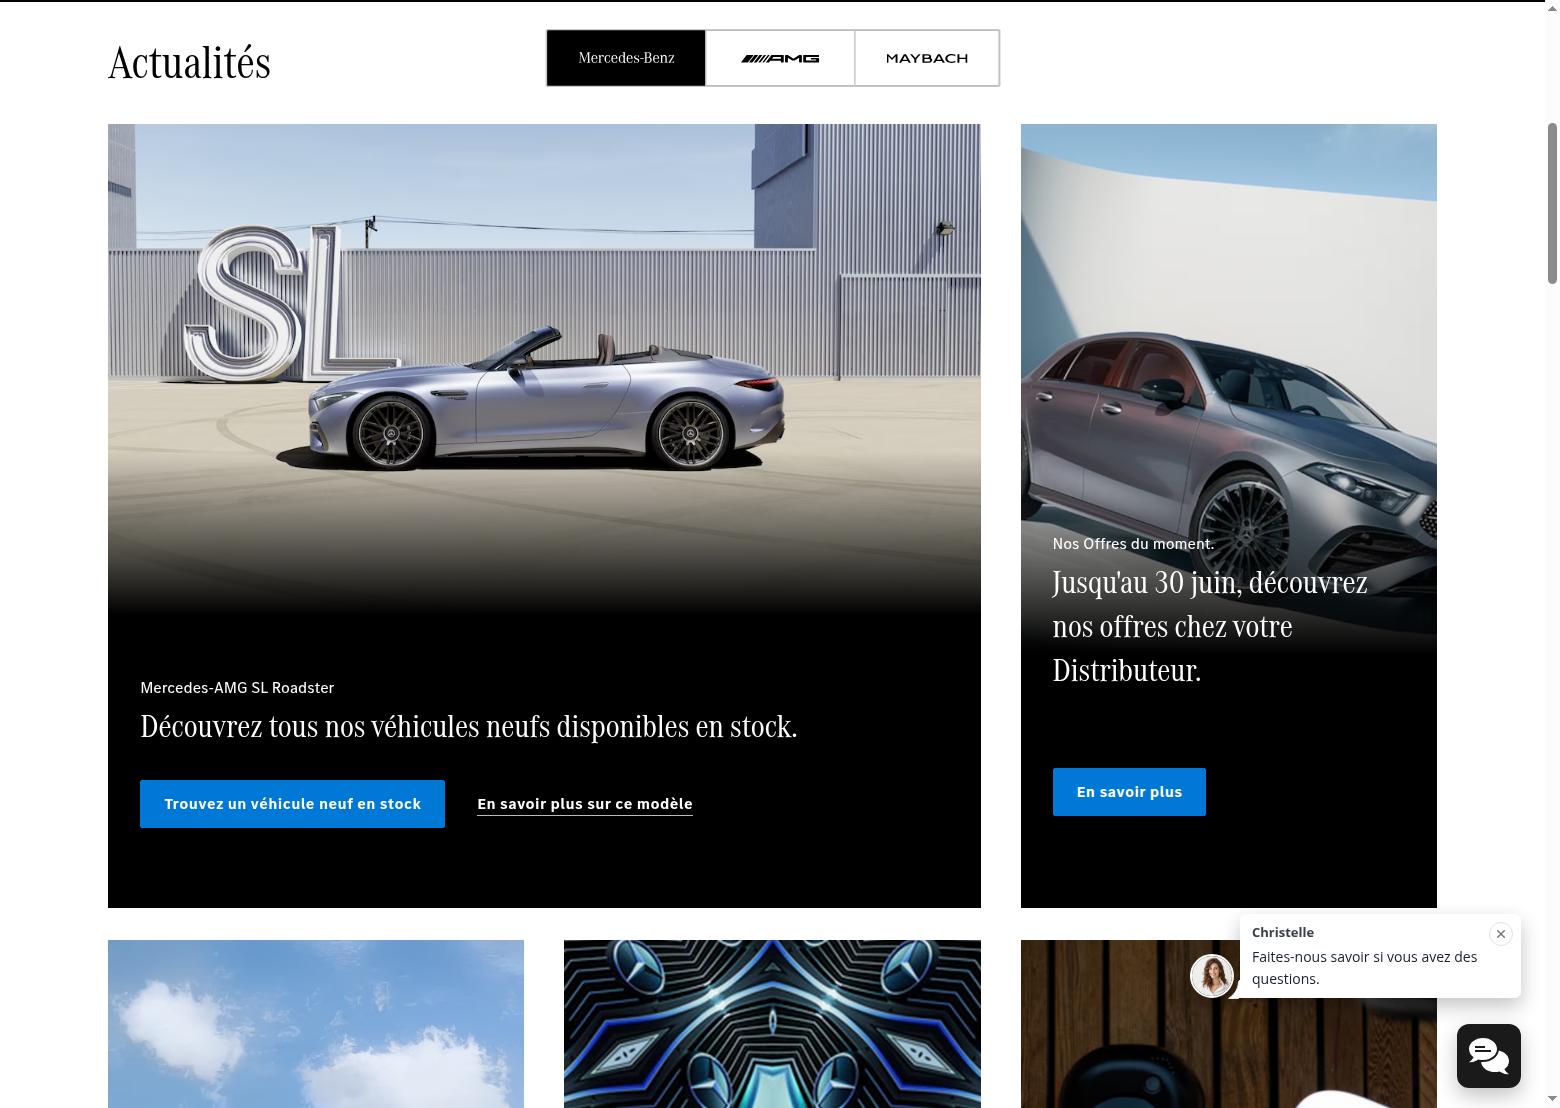 Actualités
Mercedes-Benz
AMG
MAYBACH
SL
Mercedes-AMG SL Roadster
Découvrez tous nos véhicules neufs disponibles en stock.
Trouvez un véhicule neuf en stock
En savoir plus sur ce modèle
Nos Offres du moment.
Jusqu'au 30 juin, découvrez
nos offres chez votre
Distributeur.
En savoir plus
Christelle
Faites-nous savoir si vous avez des
questions.